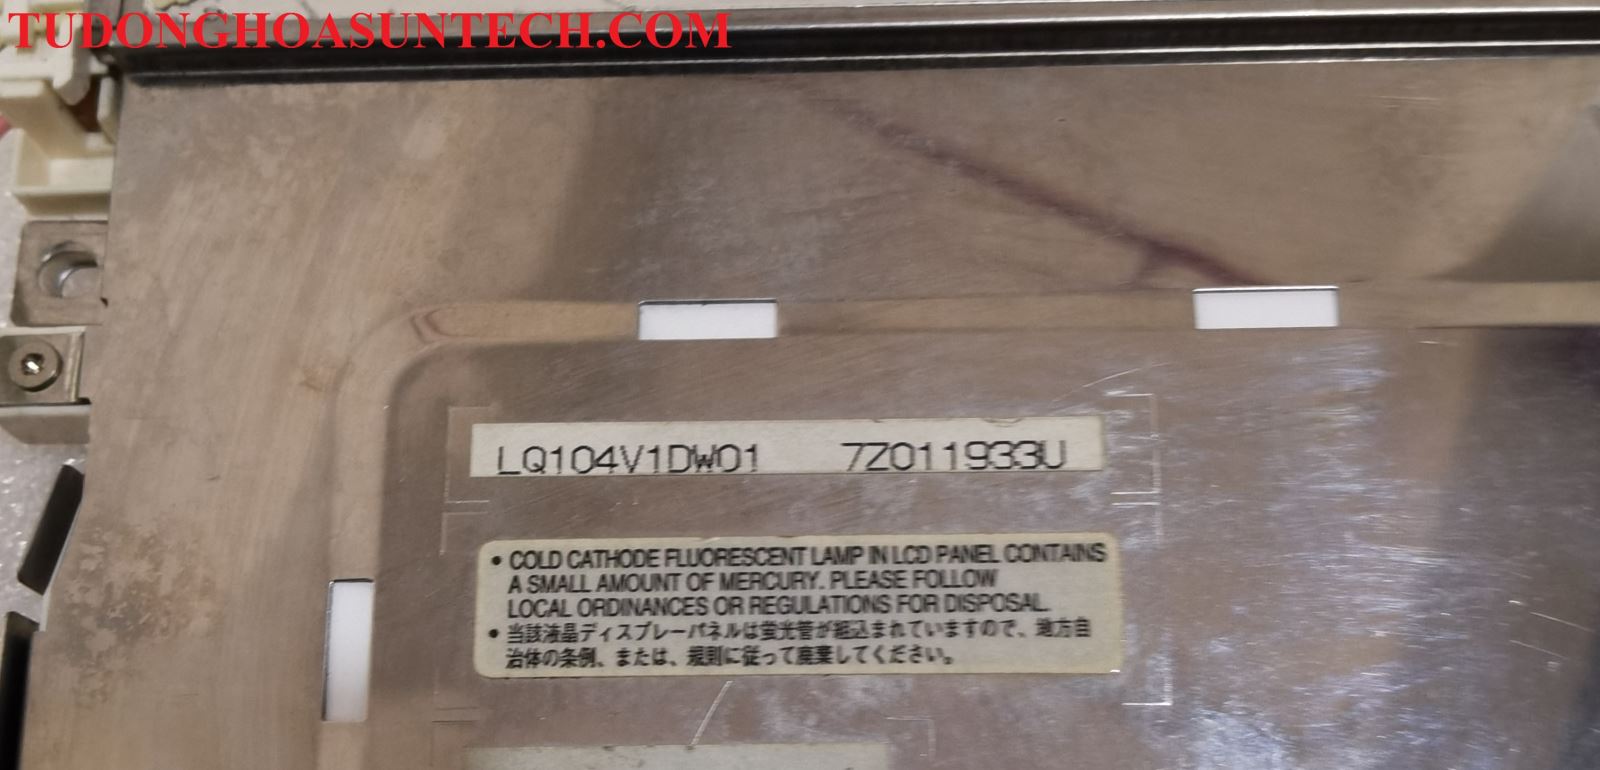 TUDONGHOASUNTECH.COM
LQ104V1DW01 7Z011933U
• COLD CATHODE FLUORESCENT LAMP IN LCD PANEL CONTAINS
A SMALL AMOUNT OF MERCURY. PLEASE FOLLOW
LOCAL ORDINANCES OR REGULATIONS FOR DISPOSAL.
• 当該液晶ディスプレーパネルは蛍光管が組込まれていますので、地方自
治体の条例、または、規則に従って廃棄してください。